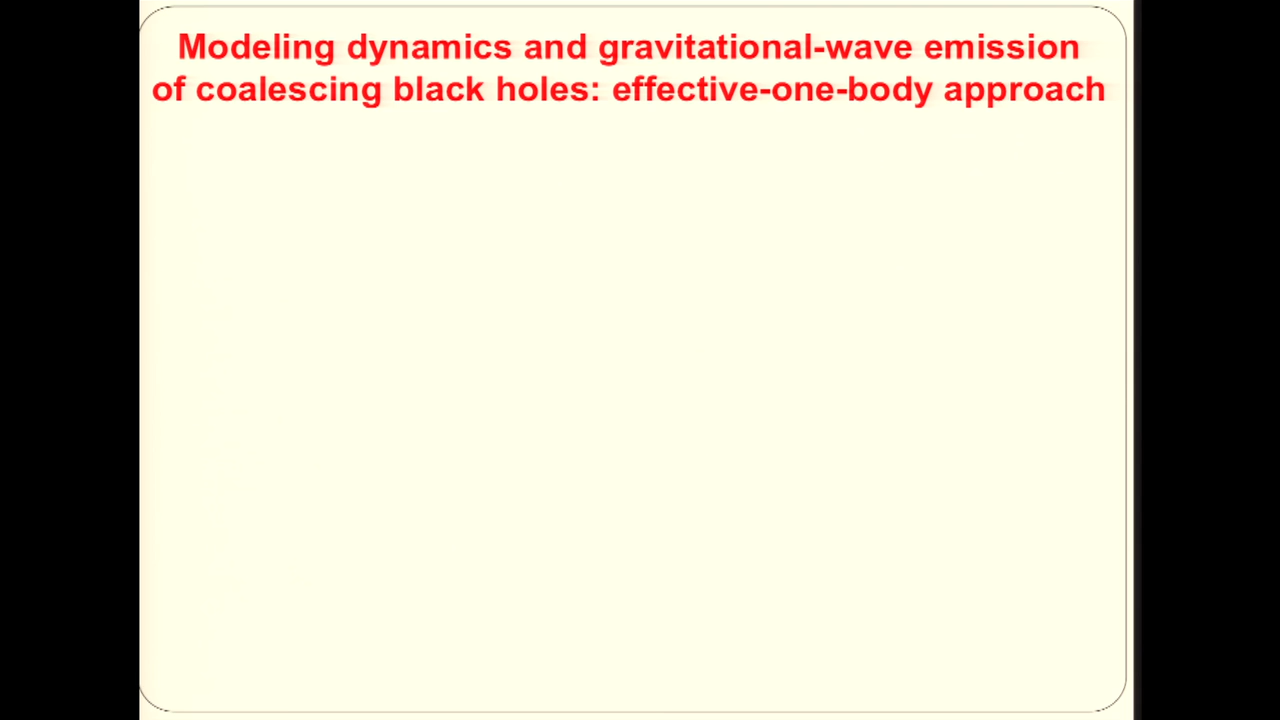 Modeling dynamics and gravitational-wave emission
of coalescing black holes: effective-one-body approach